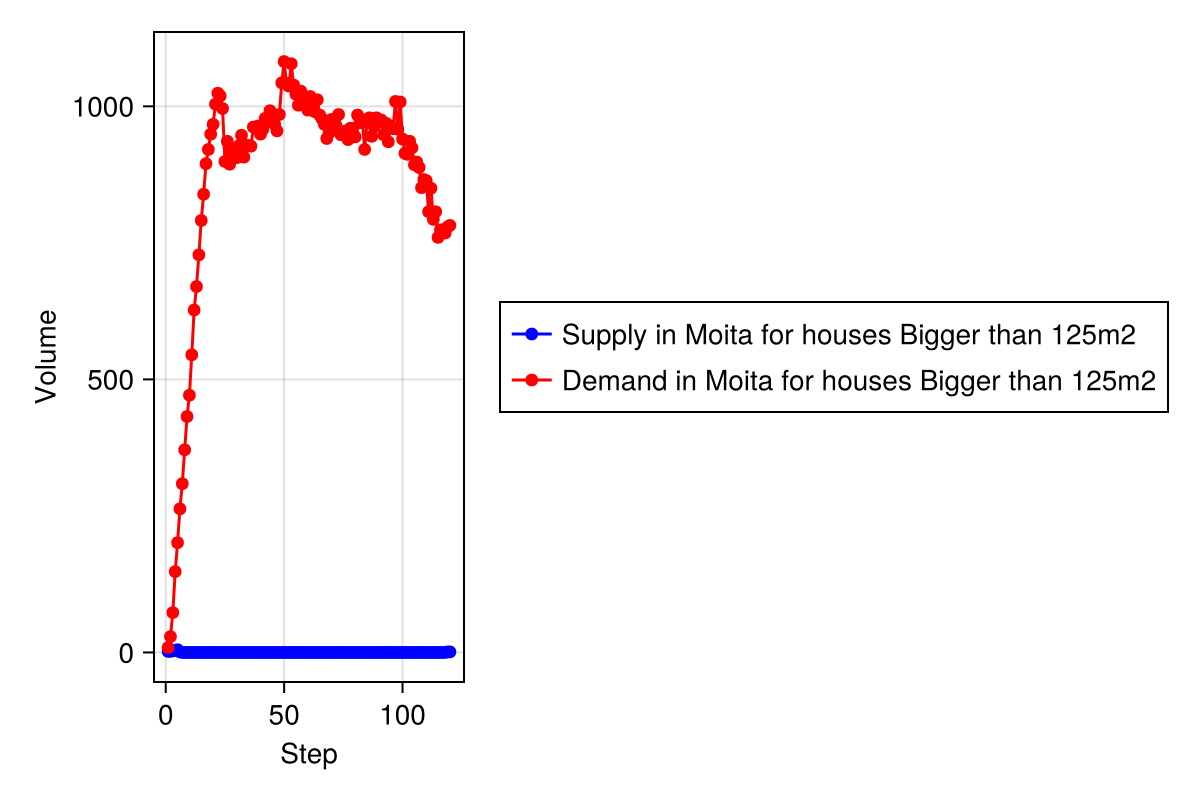 1000
500
0
Volume
0 50 100
Step
Supply in Moita for houses Bigger than 125m2
Demand in Moita for houses Bigger than 125m2